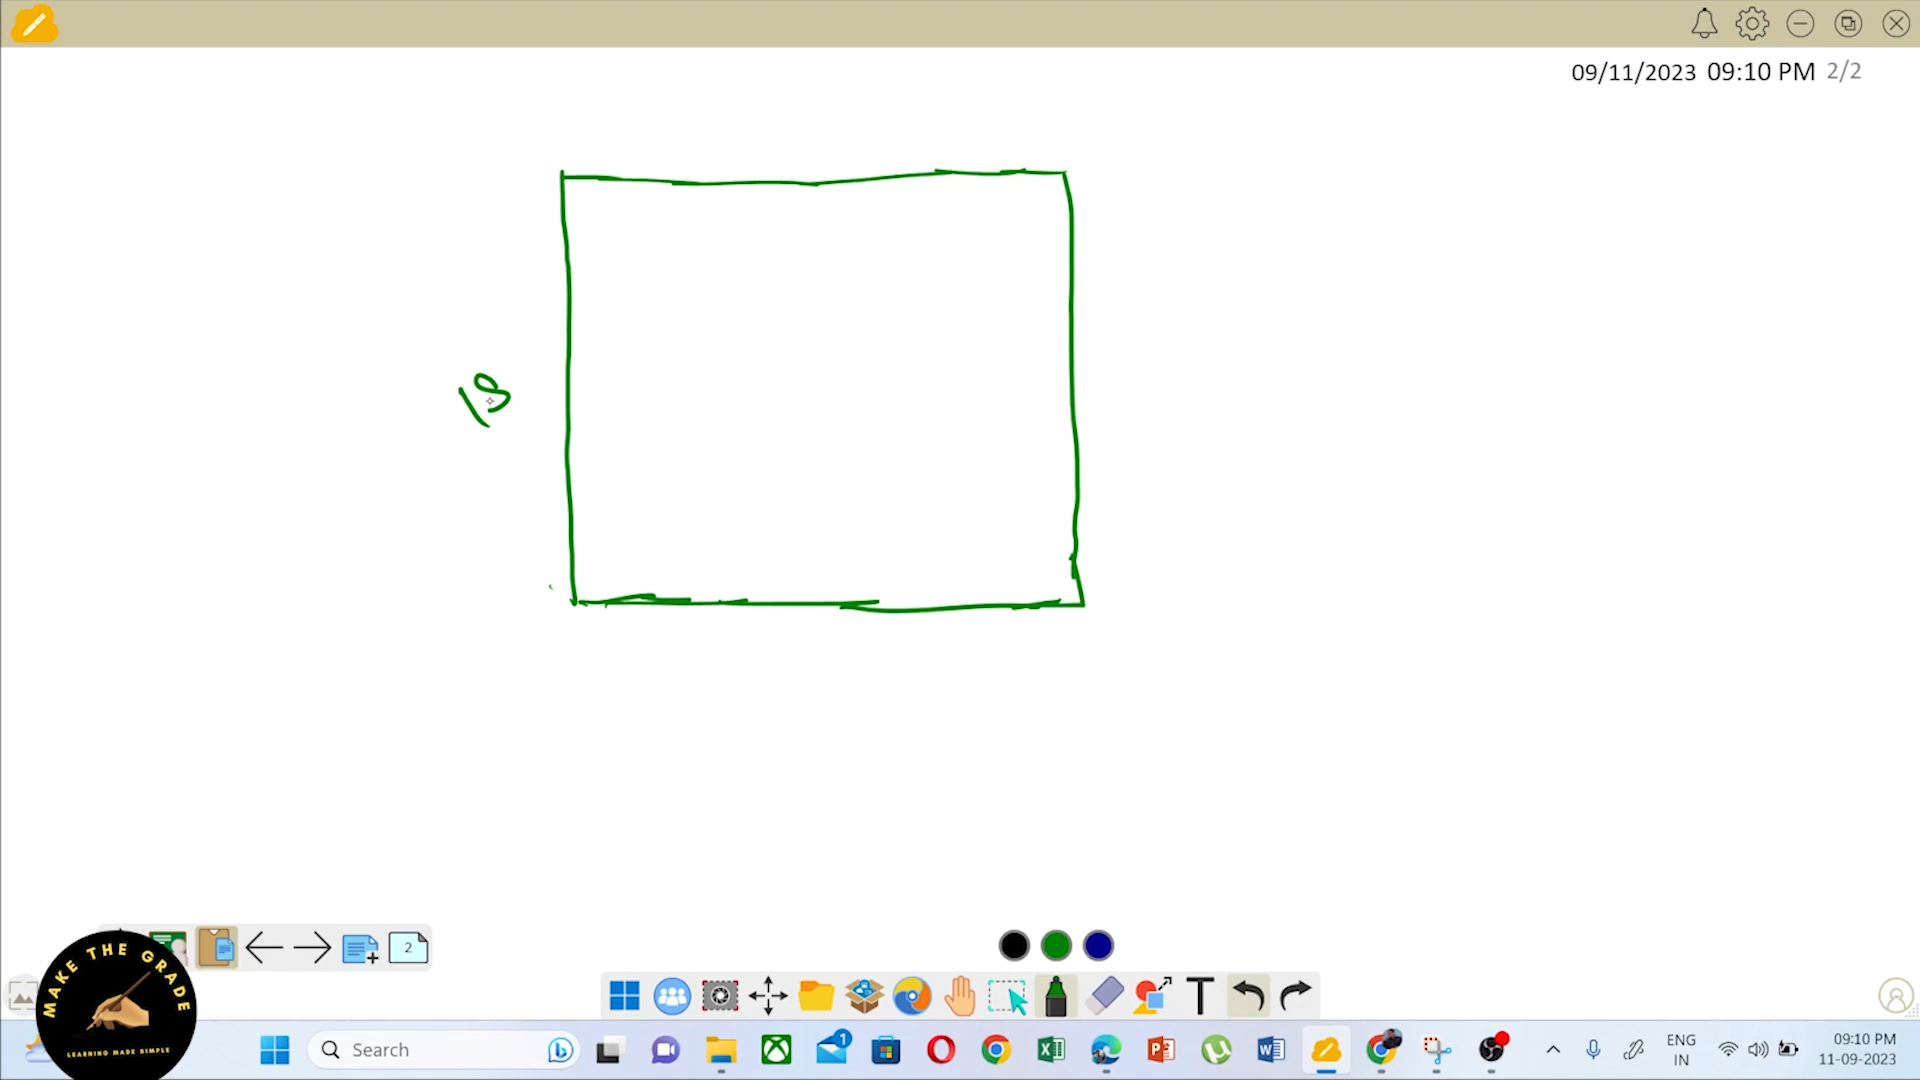 09/11/2023 09:10 PM 2/2
18
2
T
MAKE THE GRADE
LEARNING MADE SIMPLE
Search
1
ENG
IN
09:10 PM
11-09-2023